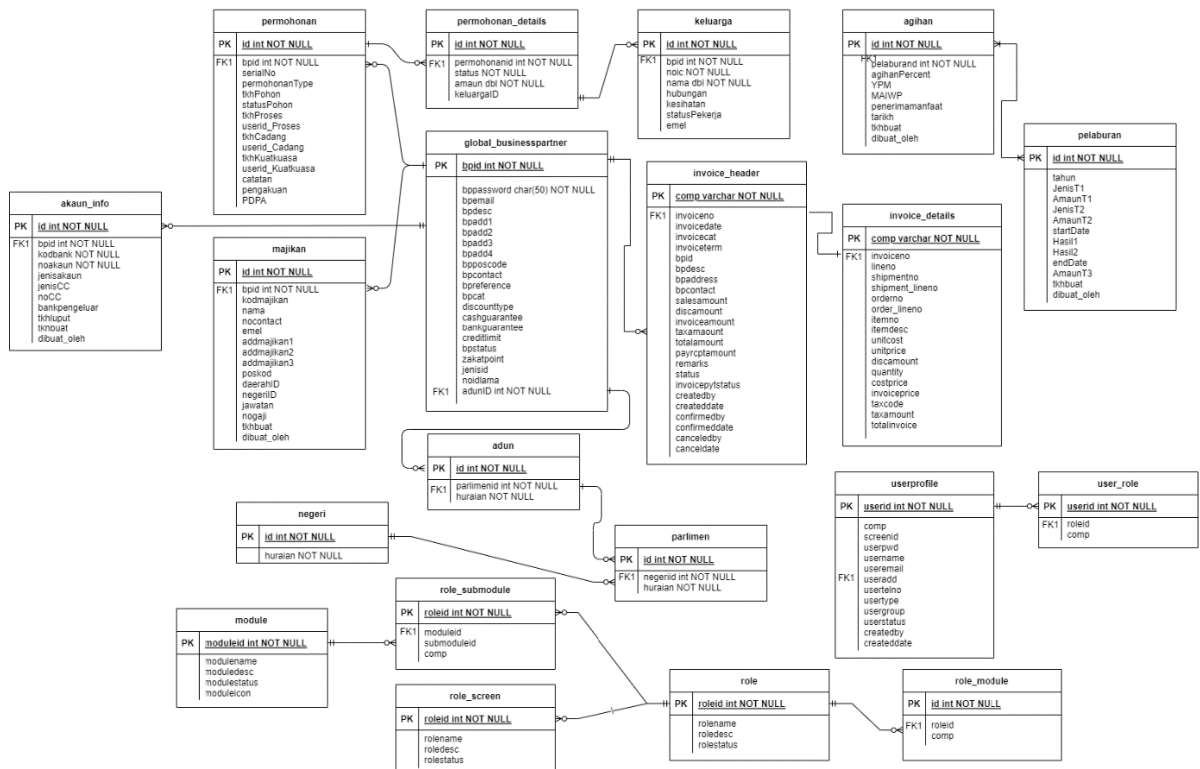 permohonan
PK id int NOT NULL
FK1 bpid int NOT NULL
serialNo
permohonanType
tkhPohon
statusPohon
tkhProses
userid_Proses
tkhCadang
userid_Cadang
tkhKuatkuasa
userid_Kuatkuasa
catatan
pengakuan
PDPA
permohonan_details
PK id int NOT NULL
FK1 permohonanid int NOT NULL
status NOT NULL
amaun dbl NOT NULL
keluargaID
keluarga
PK id int NOT NULL
FK1 bpid int NOT NULL
noic NOT NULL
nama dbl NOT NULL
hubungan
kesihatan
statusPekerja
emel
agihan
PK id int NOT NULL
FK1 pelaburand int NOT NULL
agihanPercent
YPM
MAIWP
penerimamanfaat
tarikh
tkhbuat
dibuat_oleh
pelaburan
PK id int NOT NULL
tahun
JenisT1
AmaunT1
JenisT2
AmaunT2
startDate
Hasil1
Hasil2
endDate
AmaunT3
tkhbuat
dibuat_oleh
global_businesspartner
PK bpid int NOT NULL
bppassword char(50) NOT NULL
bpemail
bpdesc
bpadd1
bpadd2
bpadd3
bpadd4
bpposcode
bpcontact
bpreference
bpcat
discounttype
cashguarantee
bankguarantee
creditlimit
bpstatus
zakatpoint
jenisid
noidlama
FK1 adunID int NOT NULL
akaun_info
PK id int NOT NULL
FK1 bpid int NOT NULL
kodbank NOT NULL
noakaun NOT NULL
jenisakaun
jenisCC
noCC
bankpengeluar
tkhluput
tkhbuat
dibuat_oleh
majikan
PK id int NOT NULL
FK1 bpid int NOT NULL
kodmajikan
nama
nocontact
emel
addmajikan1
addmajikan2
addmajikan3
poskod
daerahID
negeriID
jawatan
nogaji
tkhbuat
dibuat_oleh
invoice_header
PK comp varchar NOT NULL
FK1 invoiceno
invoicedate
invoicecat
invoiceterm
bpid
bpdesc
bpaddress
bpcontact
salesamount
discamount
invoiceamount
taxamaount
totalamount
payrcptamount
remarks
status
invoicepytstatus
createdby
createddate
confirmedby
confirmeddate
canceledby
canceldate
invoice_details
PK comp varchar NOT NULL
FK1 invoiceno
lineno
shipmentno
shipment_lineno
orderno
order_lineno
itemno
itemdesc
unitcost
unitprice
discamount
quantity
costprice
invoiceprice
taxcode
taxamount
totalinvoice
adun
PK id int NOT NULL
FK1 parlimenid int NOT NULL
huraian NOT NULL
negeri
PK id int NOT NULL
huraian NOT NULL
parlimen
PK id int NOT NULL
FK1 negeriid int NOT NULL
huraian NOT NULL
userprofile
PK userid int NOT NULL
comp
screenid
userpwd
username
useremail
FK1 useradd
usertelno
usertype
usergroup
userstatus
createdby
createddate
user_role
PK userid int NOT NULL
FK1 roleid
comp
module
PK moduleid int NOT NULL
modulename
moduledesc
modulestatus
moduleicon
role_submodule
PK roleid int NOT NULL
FK1 moduleid
submoduleid
comp
role_screen
PK roleid int NOT NULL
rolename
roledesc
rolestatus
role
PK roleid int NOT NULL
rolename
roledesc
rolestatus
role_module
PK id int NOT NULL
FK1 roleid
comp